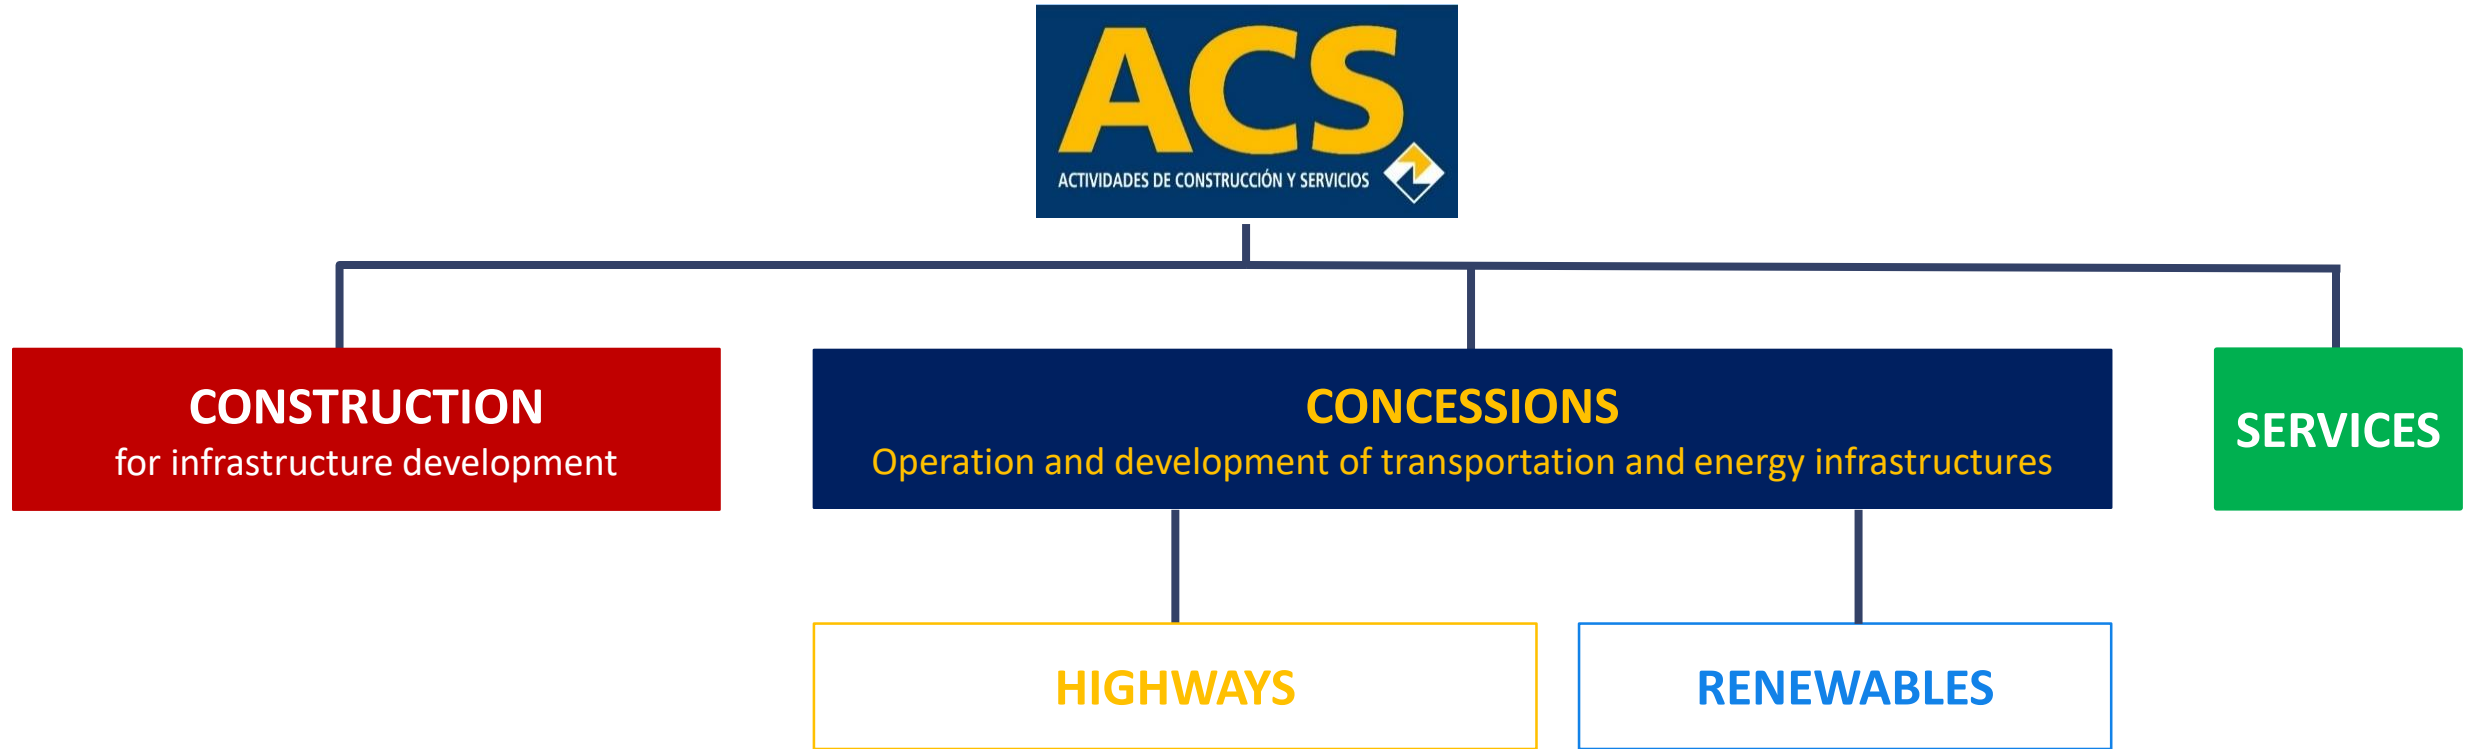 ACS
ACTIVIDADES DE CONSTRUCCIÓN Y SERVICIOS
CONSTRUCTION
for infrastructure development
CONCESSIONS
Operation and development of transportation and energy infrastructures
SERVICES
HIGHWAYS
RENEWABLES